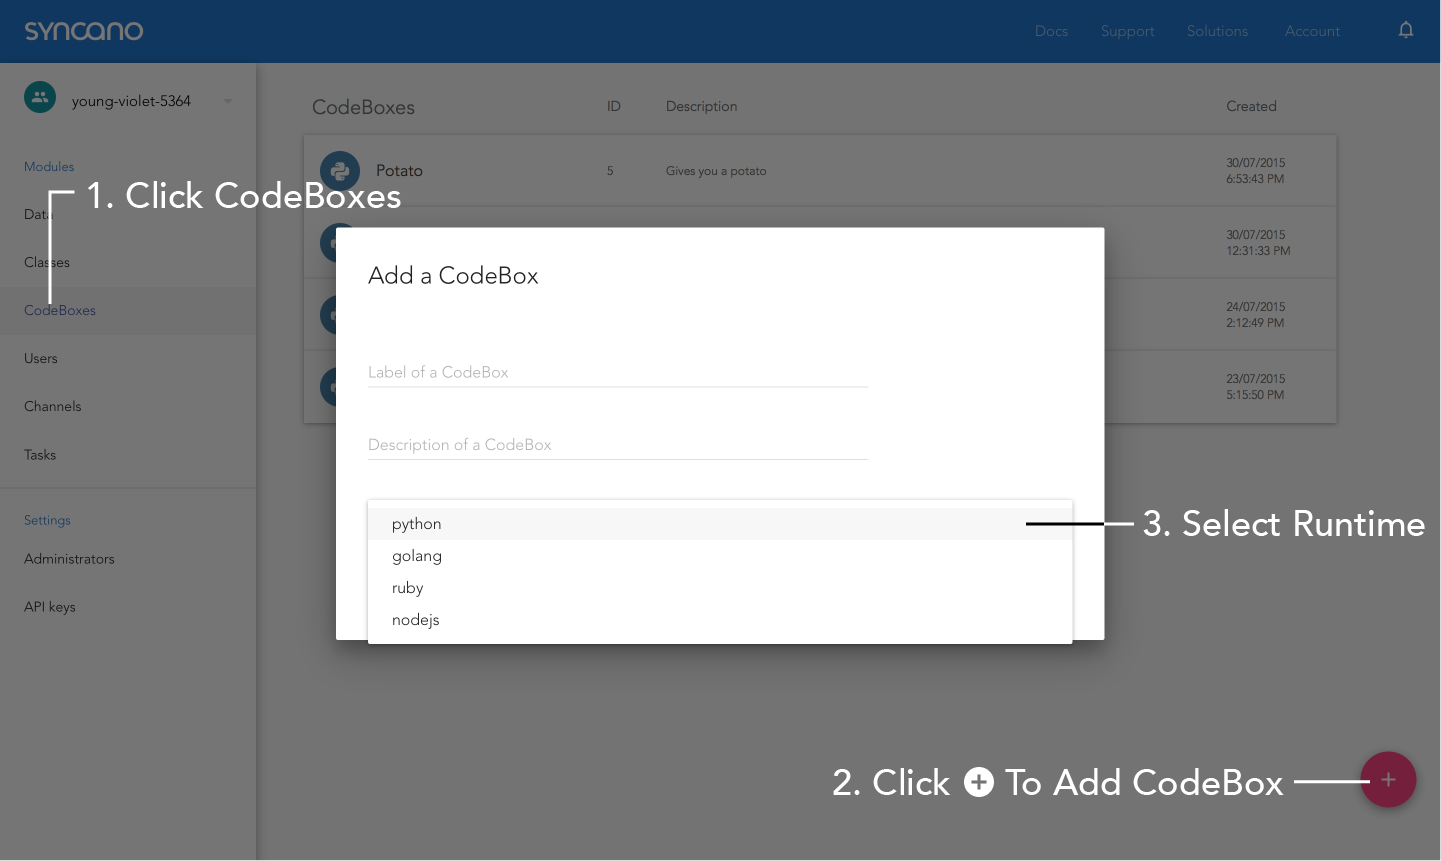 syncano
Docs Support Solutions Account
young-violet-5364
CodeBoxes ID Description Created
Modules
Potato 5 Gives you a potato 30/07/2015
6:53:43 PM
1. Click CodeBoxes
Data
30/07/2015
12:31:33 PM
Classes
Add a CodeBox
CodeBoxes
24/07/2015
2:12:49 PM
Users
Label of a CodeBox
23/07/2015
5:15:50 PM
Channels
Description of a CodeBox
Tasks
Settings
python
3. Select Runtime
golang
Administrators
ruby
API keys
nodejs
2. Click + To Add CodeBox
+